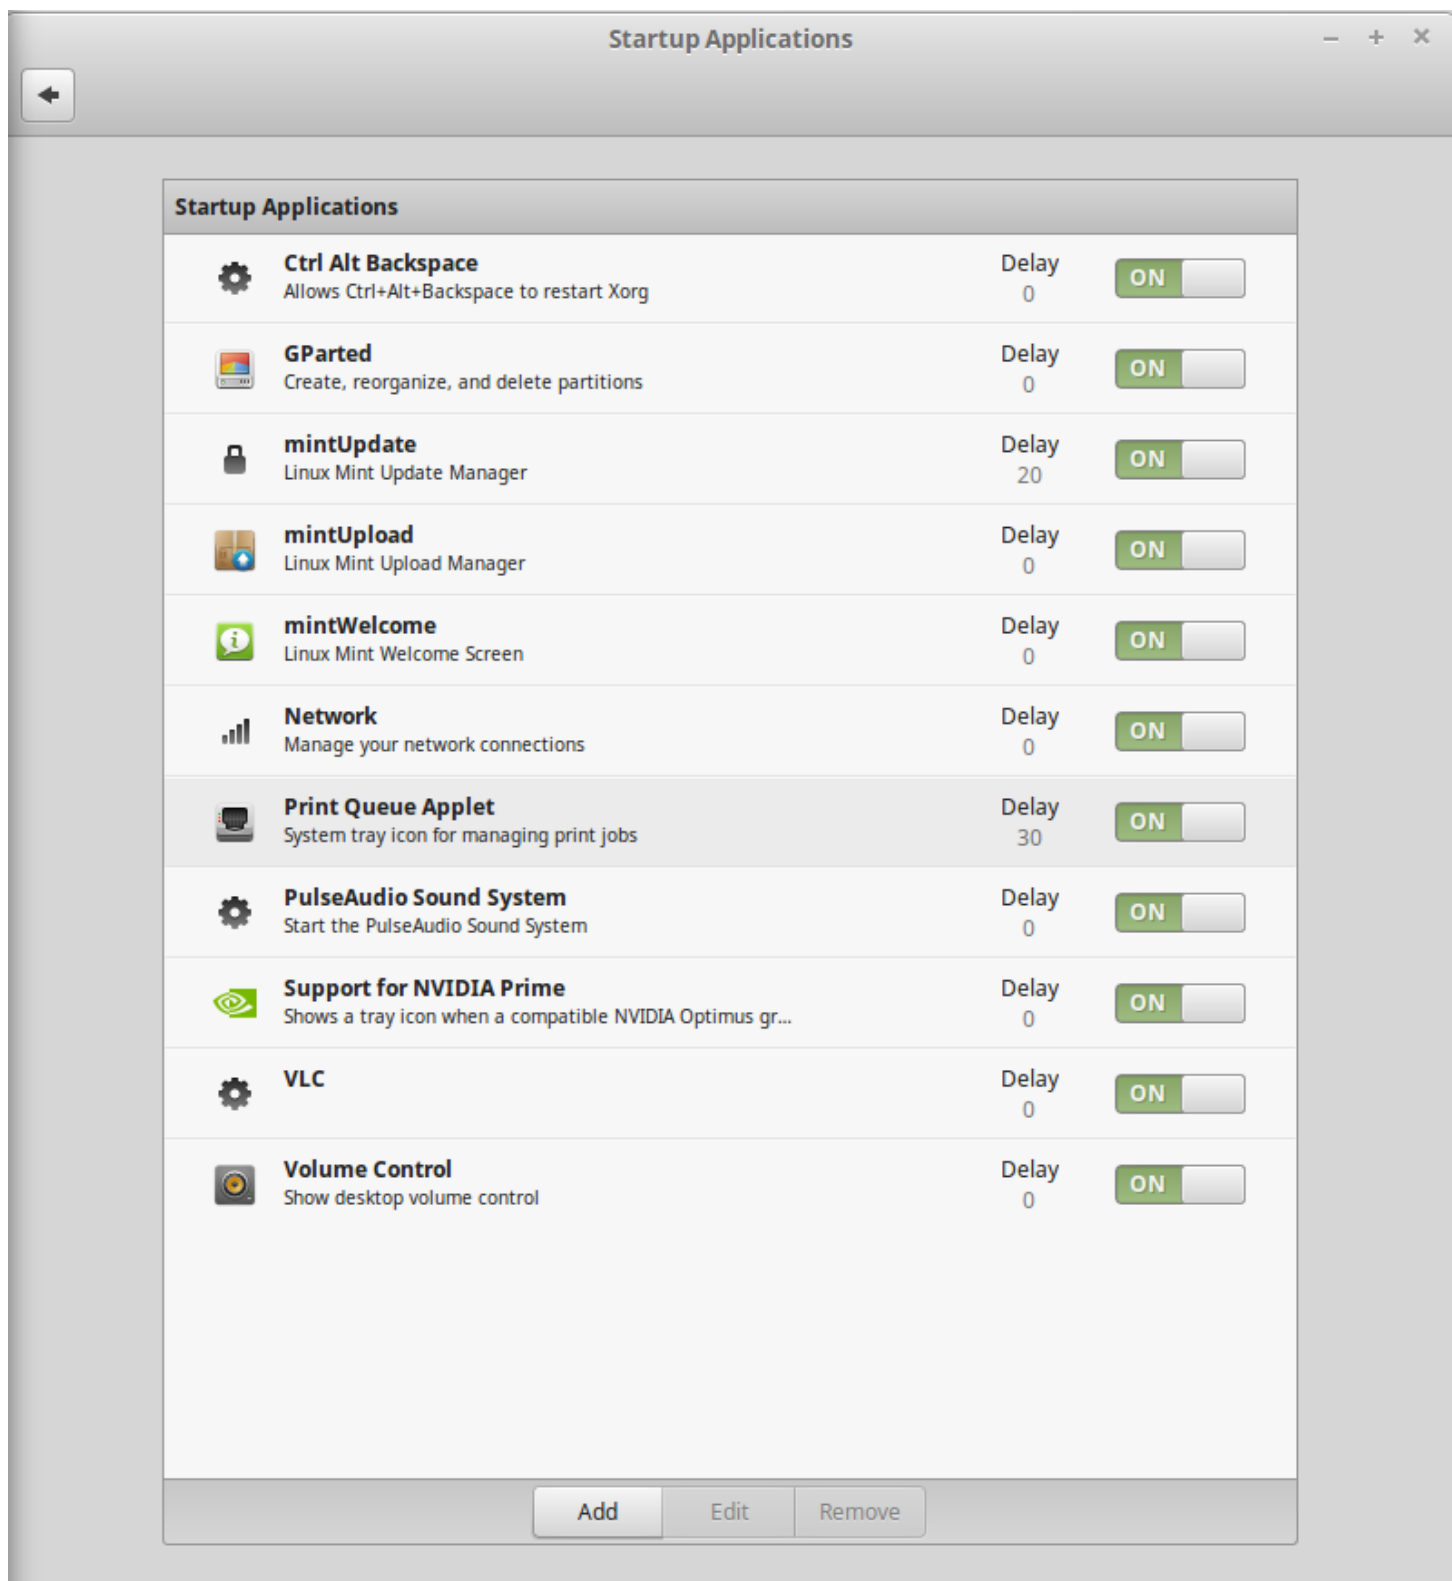 Startup Applications
Startup Applications
Ctrl Alt Backspace
Allows Ctrl+Alt+Backspace to restart Xorg
Delay
0
ON
GParted
Create, reorganize, and delete partitions
Delay
0
ON
mintUpdate
Linux Mint Update Manager
Delay
20
ON
mintUpload
Linux Mint Upload Manager
Delay
0
ON
mintWelcome
Linux Mint Welcome Screen
Delay
0
ON
Network
Manage your network connections
Delay
0
ON
Print Queue Applet
System tray icon for managing print jobs
Delay
30
ON
PulseAudio Sound System
Start the PulseAudio Sound System
Delay
0
ON
Support for NVIDIA Prime
Shows a tray icon when a compatible NVIDIA Optimus gr...
Delay
0
ON
VLC
Delay
0
ON
Volume Control
Show desktop volume control
Delay
0
ON
Add Edit Remove